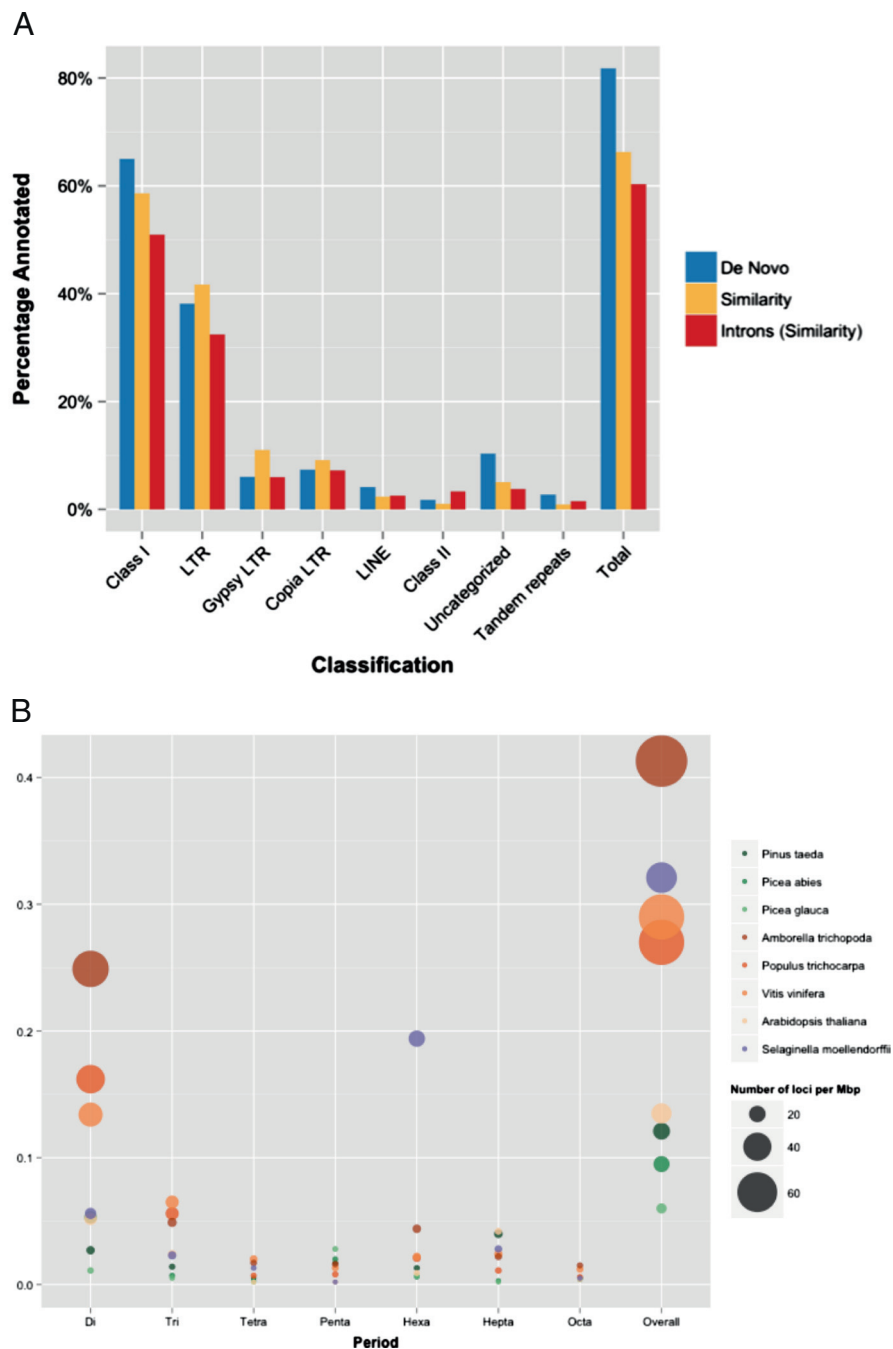 A
80%
60%
40%
20%
0%
Percentage Annotated
Class I
LTR
Gypsy LTR
Copia LTR
LINE
Class II
Uncategorized
Tandem repeats
Total
Classification
De Novo
Similarity
Introns (Similarity)
B
0.4
0.3
0.2
0.1
0.0
Di
Tri
Tetra
Penta
Hexa
Hepta
Octa
Overall
Period
Pinus taeda
Picea abies
Picea glauca
Amborella trichopoda
Populus trichocarpa
Vitis vinifera
Arabidopsis thaliana
Selaginella moellendorffii
Number of loci per Mbp
20
40
60